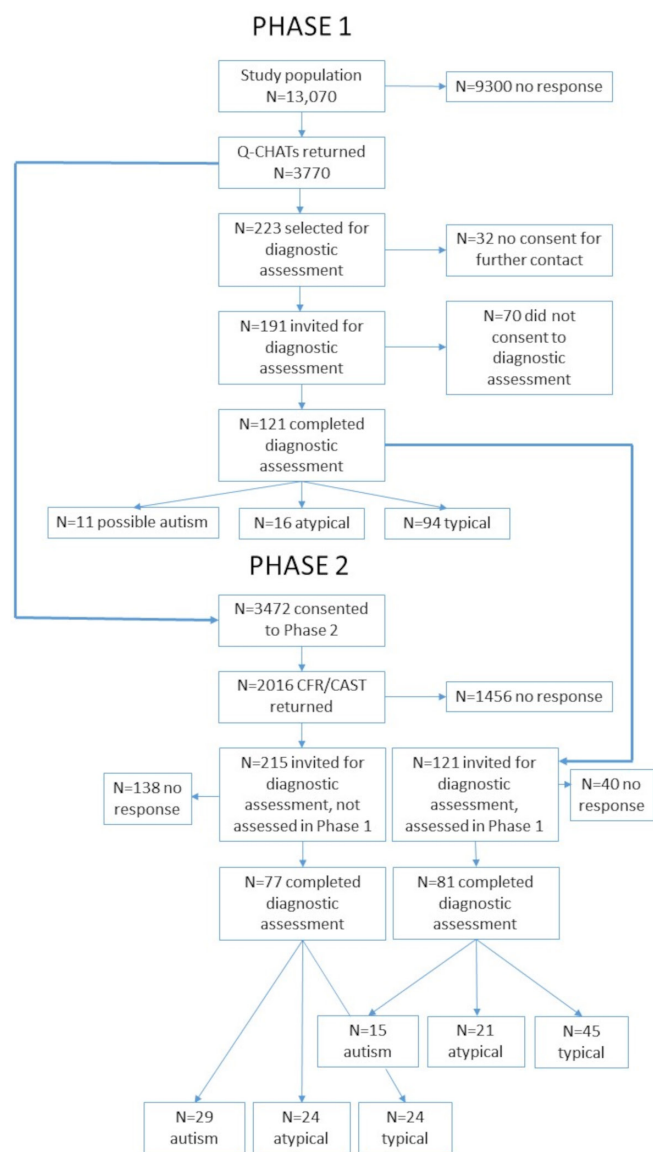 PHASE 1
Study population
N=13,070
N=9300 no response
Q-CHATs returned
N=3770
N=223 selected for
diagnostic
assessment
N=32 no consent for
further contact
N=191 invited for
diagnostic
assessment
N=70 did not
consent to
diagnostic
assessment
N=121 completed
diagnostic
assessment
N=11 possible autism
N=16 atypical
N=94 typical
PHASE 2
N=3472 consented
to Phase 2
N=2016 CFR/CAST
returned
N=1456 no response
N=138 no
response
N=215 invited for
diagnostic
assessment, not
assessed in Phase 1
N=121 invited for
diagnostic
assessment,
assessed in Phase 1
N=40 no
response
N=77 completed
diagnostic
assessment
N=81 completed
diagnostic
assessment
N=15
autism
N=21
atypical
N=45
typical
N=29
autism
N=24
atypical
N=24
typical